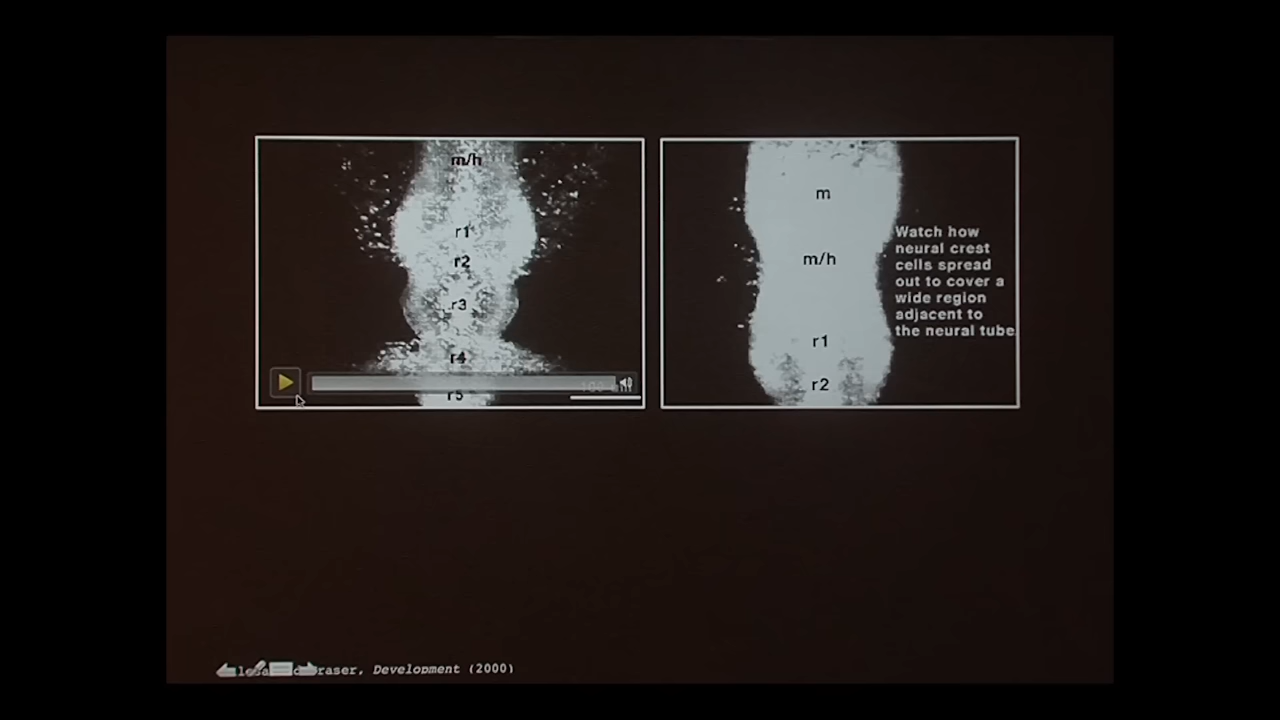 m/h
r1
r2
r3
r4
r5
m
m/h
r1
r2
Watch how
neural crest
cells spread
out to cover a
wide region
adjacent to
the neural tube
raser, Development (2000)